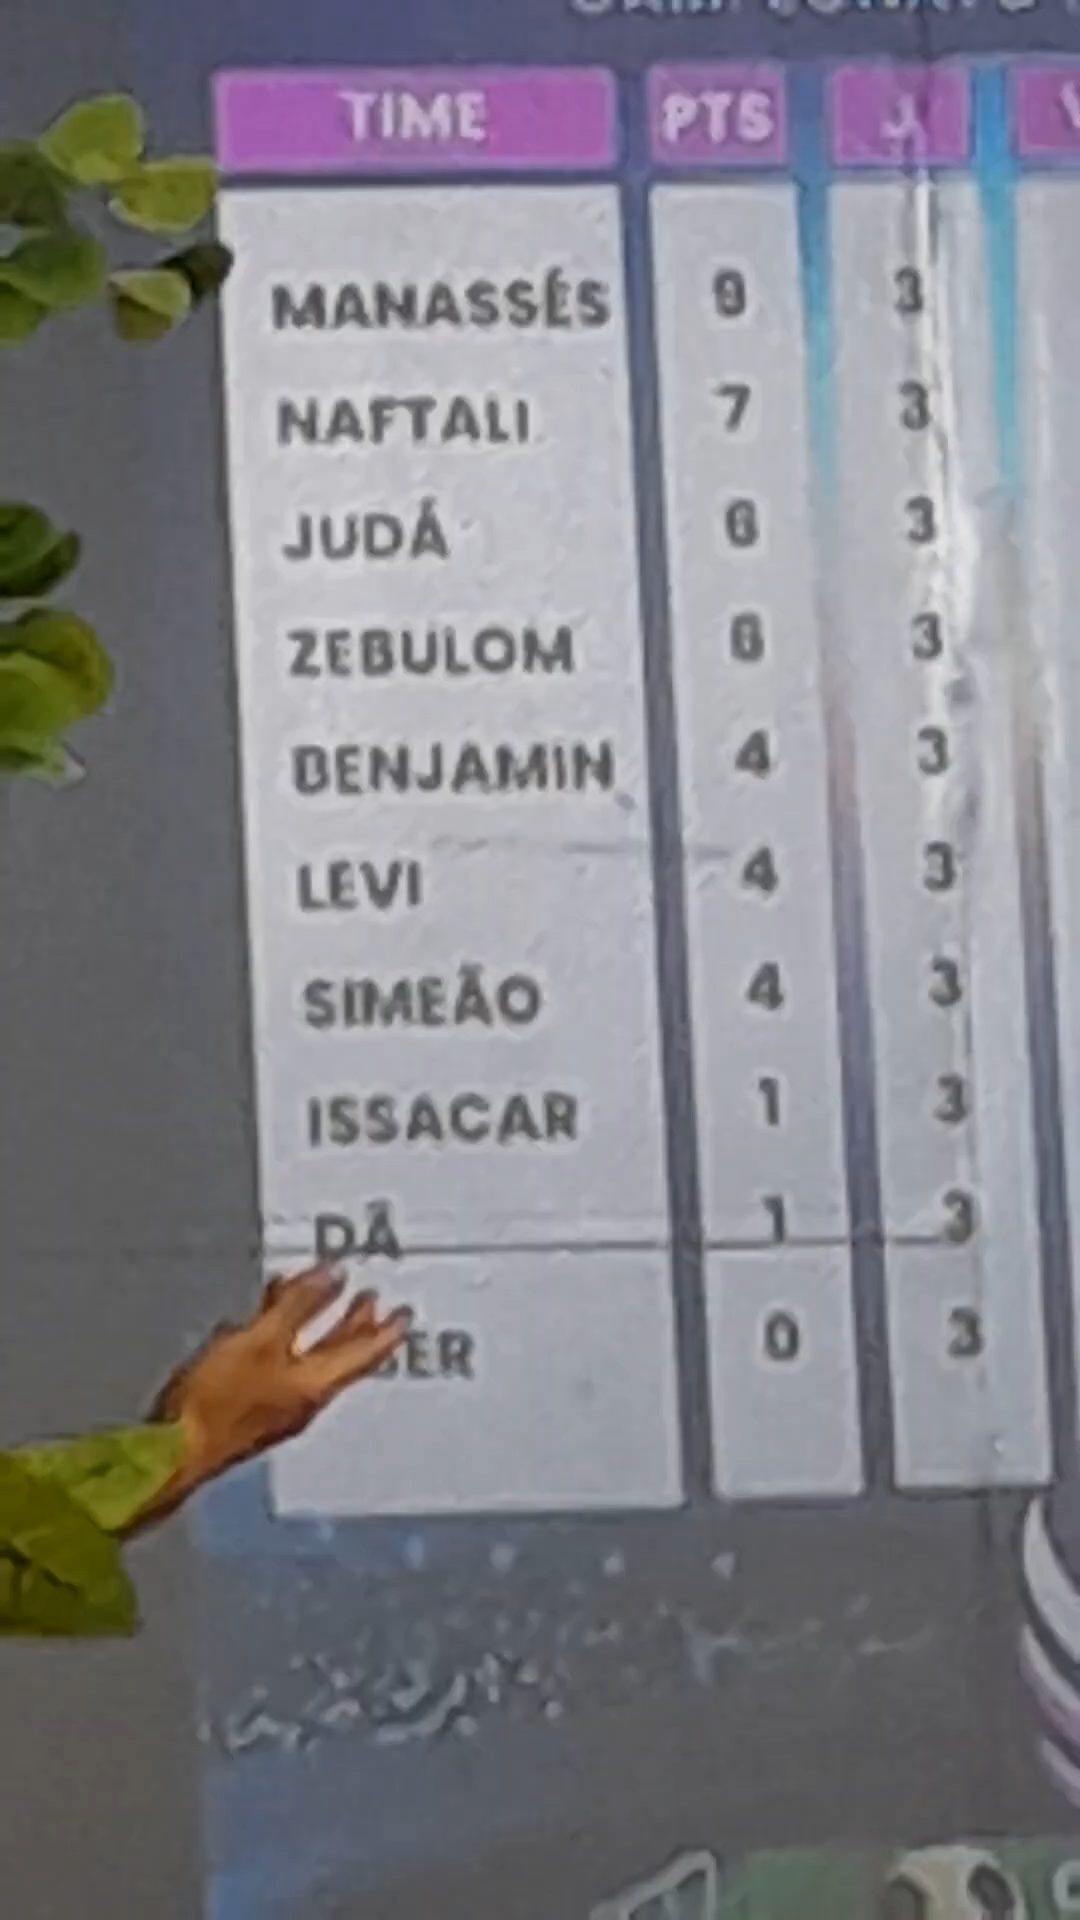 TIME PTS J
MANASSÉS 9 3
NAFTALI 7 3
JUDÁ 6 3
ZEBULOM 6 3
BENJAMIN 4 3
LEVI 4 3
SIMEÃO 4 3
ISSACAR 1 3
DÃ 1 3
0 3